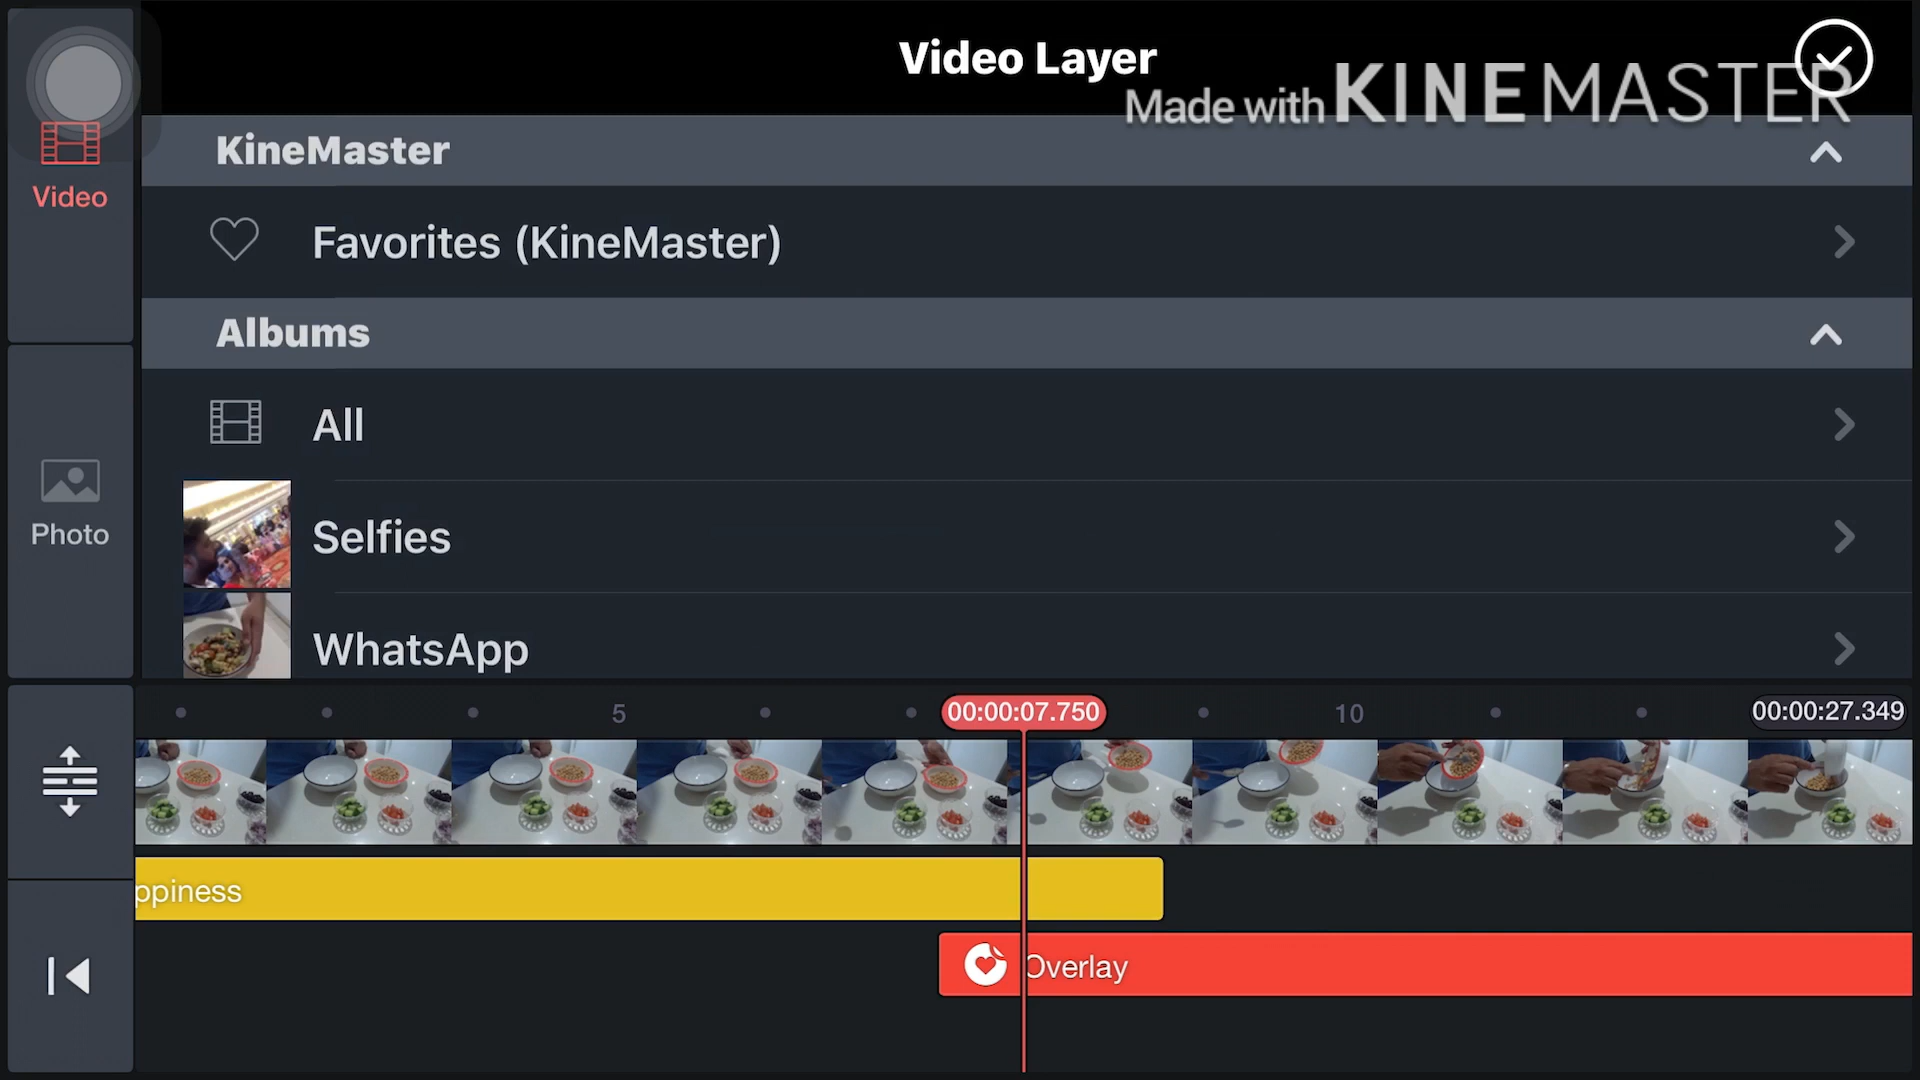 Video Layer
Made with KINEMASTER
KineMaster
Video
Favorites (KineMaster)
Albums
All
Photo
Selfies
WhatsApp
5
00:00:07.750
10
00:00:27.349
ppiness
Overlay